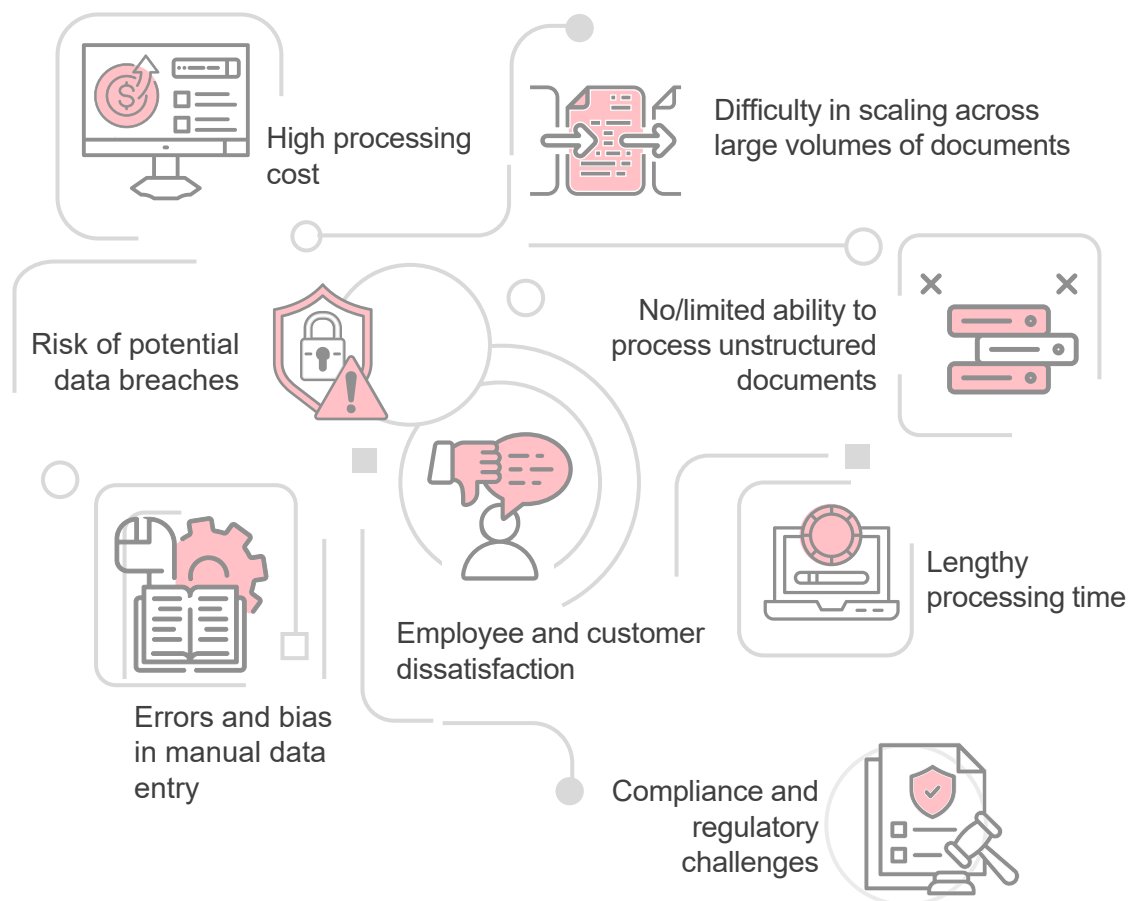 High processing
cost
Difficulty in scaling across
large volumes of documents
Risk of potential
data breaches
No/limited ability to
process unstructured
documents
Lengthy
processing time
Employee and customer
dissatisfaction
Errors and bias
in manual data
entry
Compliance and
regulatory
challenges